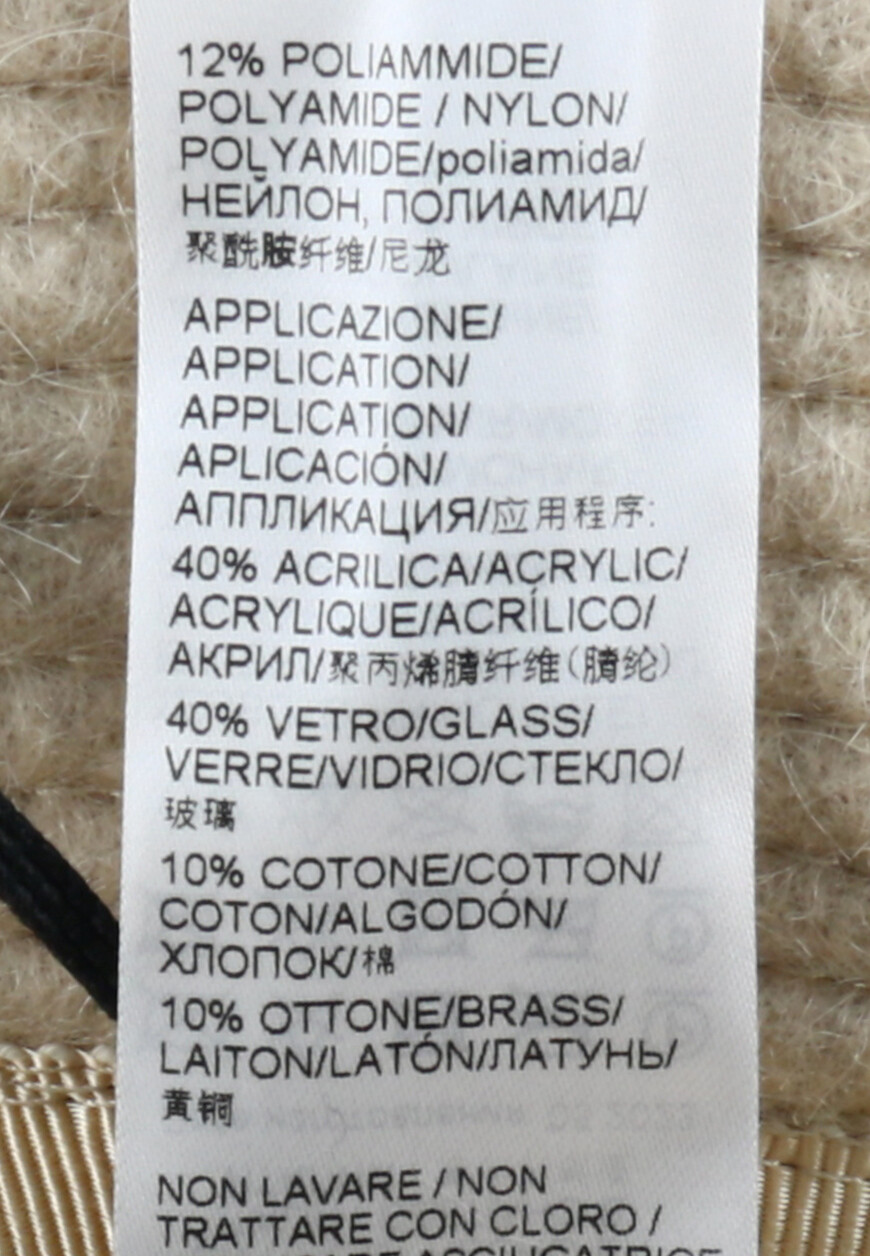 12% POLIAMMIDE/
POLYAMIDE / NYLON/
POLYAMIDE/poliamida/
НЕЙЛОН, ПОЛИАМИД/
聚酰胺纤维/尼龙
APPLICAZIONE/
APPLICATION/
APPLICATION/
APLICACIÓN/
АППЛИКАЦИЯ/应用程序:
40% ACRILICA/ACRYLIC/
ACRYLIQUE/ACRÍLICO/
АКРИЛ/聚丙烯腈纤维(腈纶)
40% VETRO/GLASS/
VERRE/VIDRIO/СТЕКЛО/
玻璃
10% COTONE/COTTON/
COTON/ALGODÓN/
ХЛОПОК/棉
10% OTTONE/BRASS/
LAITON/LATÓN/ЛАТУНЬ/
黄铜
NON LAVARE / NON
TRATTARE CON CLORO /